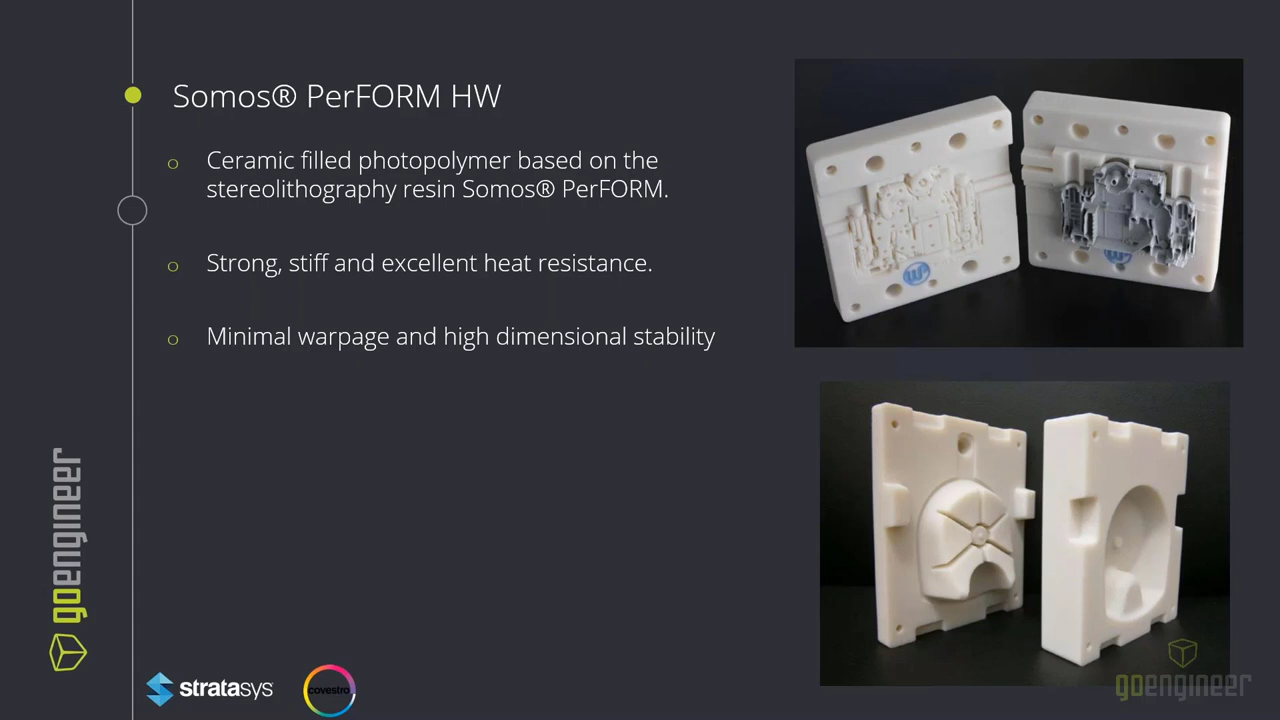 Somos® PerFORM HW
o Ceramic filled photopolymer based on the
stereolithography resin Somos® PerFORM.
o Strong, stiff and excellent heat resistance.
o Minimal warpage and high dimensional stability
goengineer
stratasys
covestro
goengineer